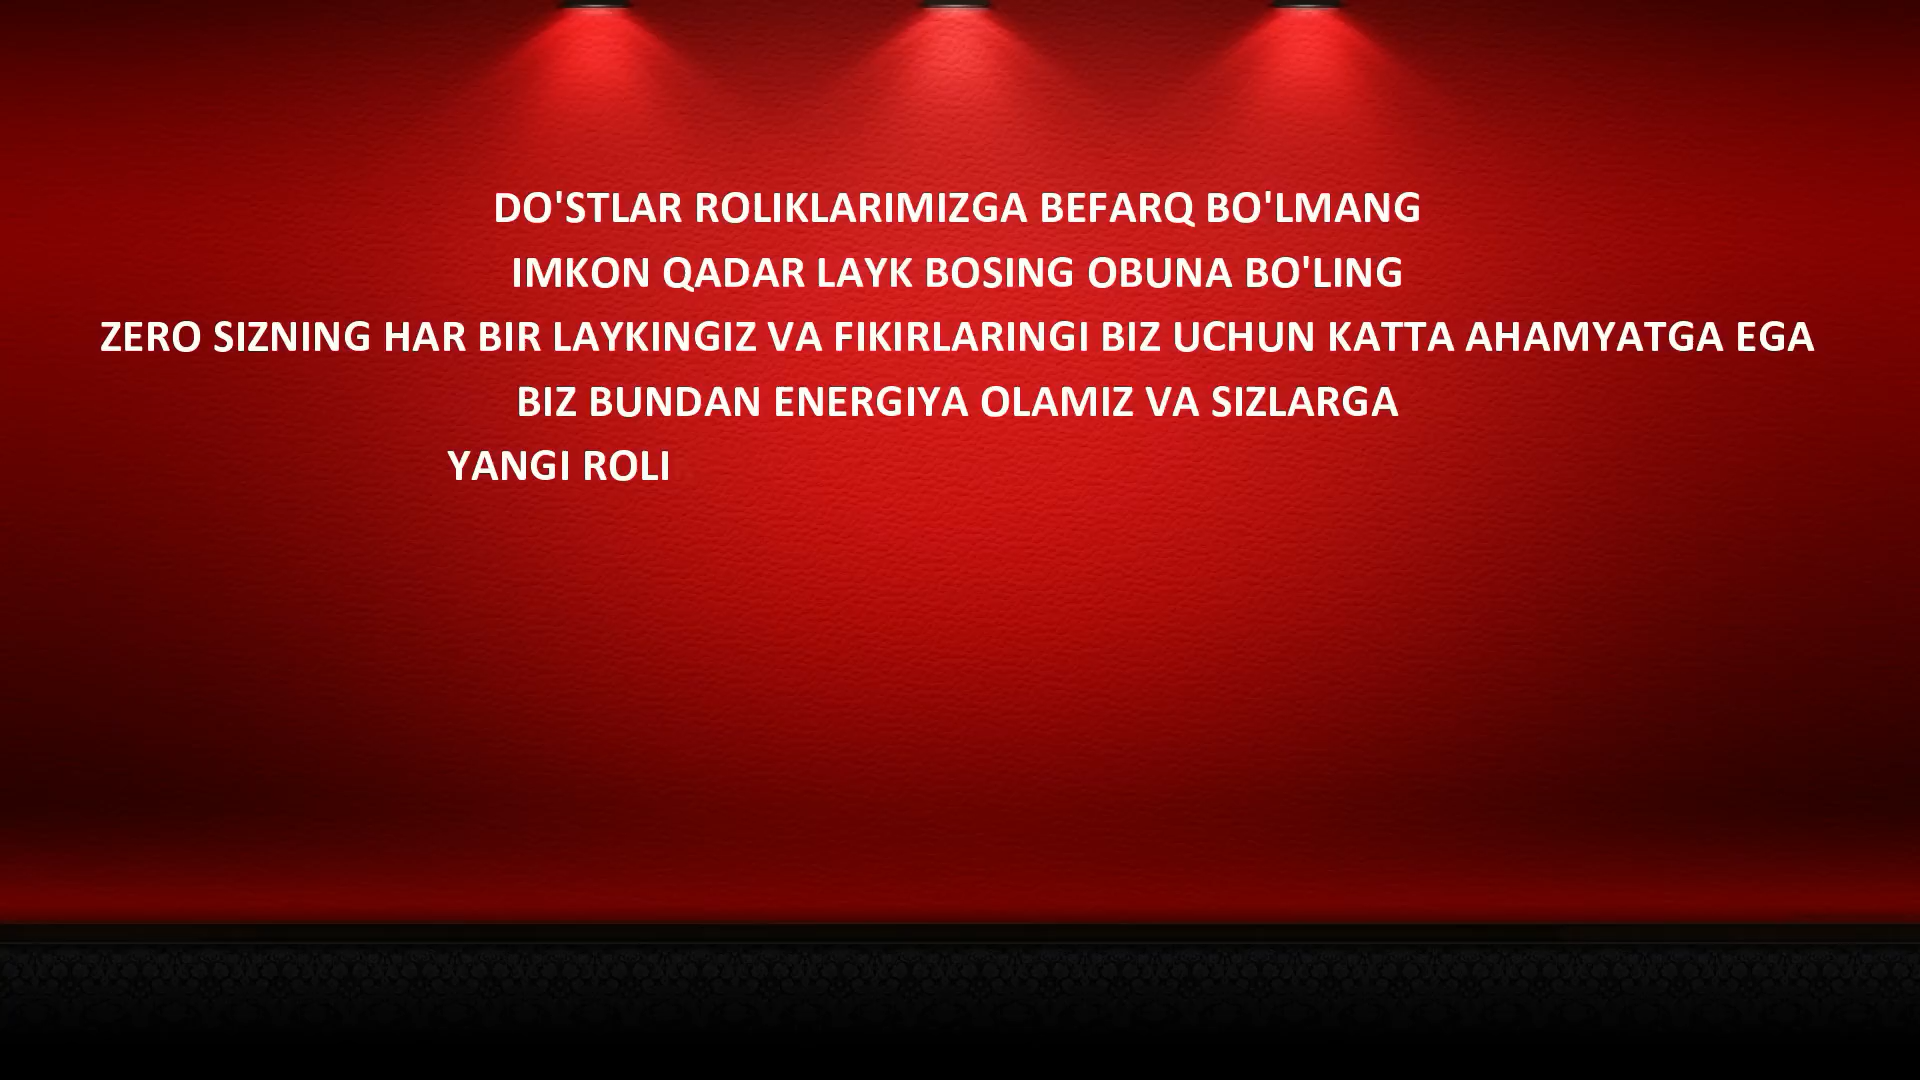 DO'STLAR ROLIKLARIMIZGA BEFARQ BO'LMANG
IMKON QADAR LAYK BOSING OBUNA BO'LING
ZERO SIZNING HAR BIR LAYKINGIZ VA FIKIRLARINGI BIZ UCHUN KATTA AHAMYATGA EGA
BIZ BUNDAN ENERGIYA OLAMIZ VA SIZLARGA
YANGI ROLI